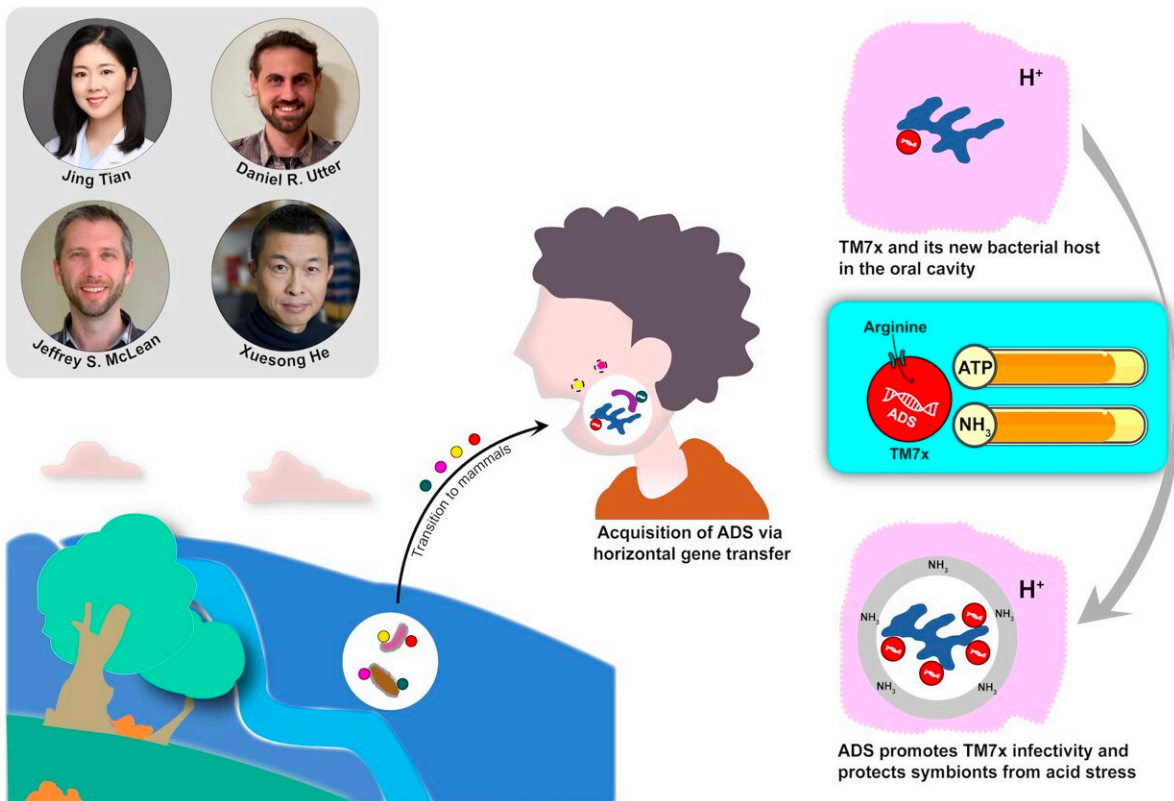 Jing Tian
Daniel R. Utter
Jeffrey S. McLean
Xuesong He
Transition to mammals
Acquisition of ADS via
horizontal gene transfer
H⁺
TM7x and its new bacterial host
in the oral cavity
Arginine
ADS
TM7x
ATP
NH₃
NH₃
H⁺
NH₃
NH₃
NH₃
NH₃
ADS promotes TM7x infectivity and
protects symbionts from acid stress